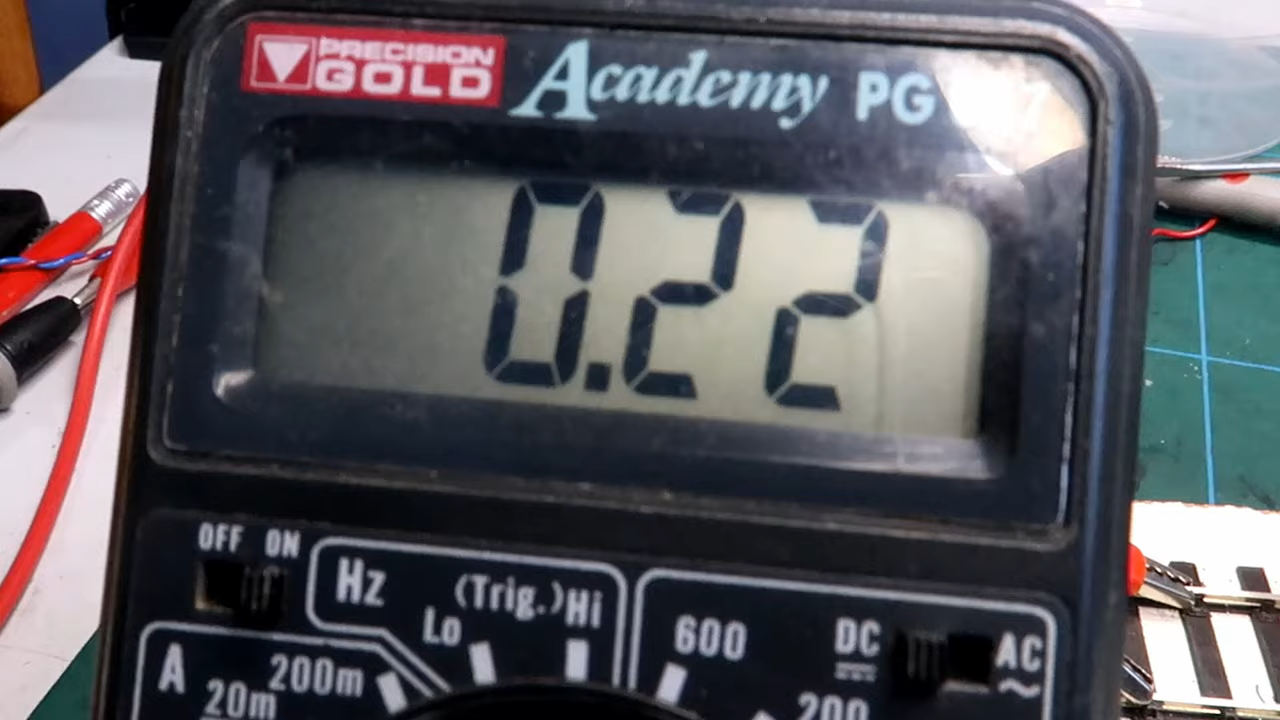 PRECISION
GOLD
Academy PG
0.22
OFF ON
Hz
(Trig.)
Lo
Hi
A
200m
20m
600
DC
AC
200